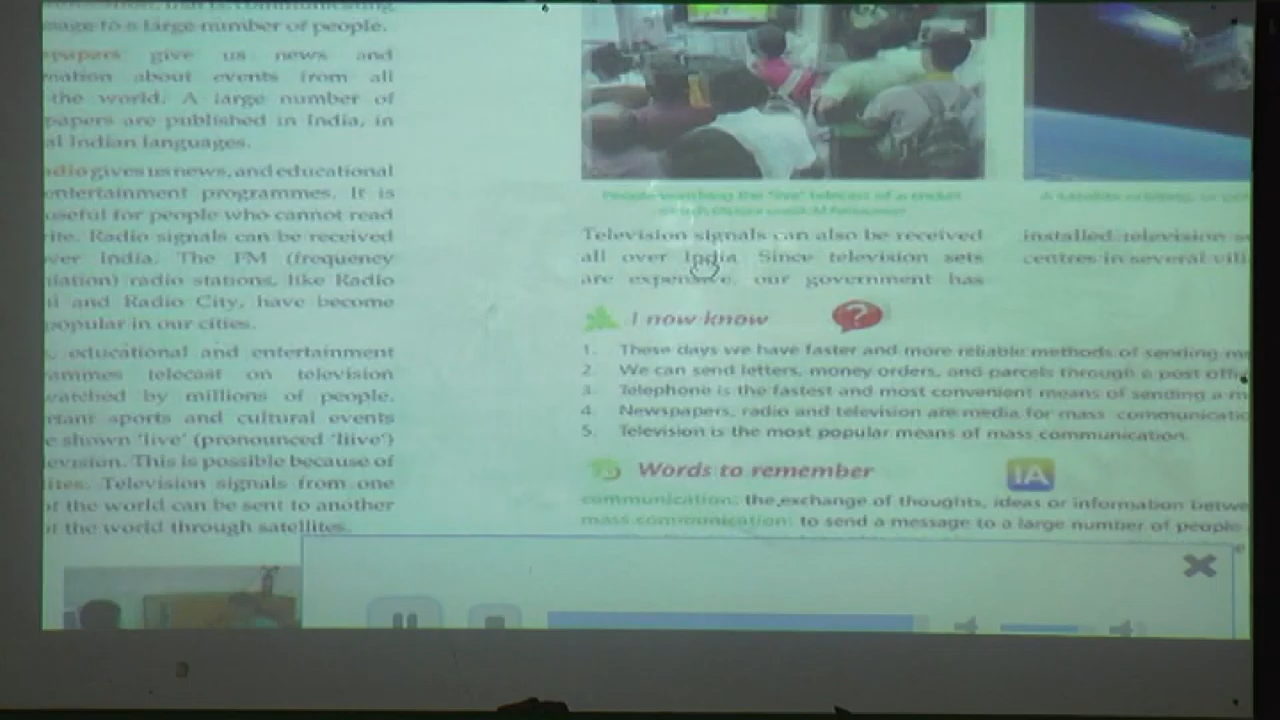 to a large number of people.
give us news and
about events from all
the world. A large number of
are published in India, in
Indian languages.
gives us news, and educational
entertainment programmes. It is
useful for people who cannot read
Radio signals can be received
India. The FM (frequency
radio stations, like Radio
and Radio City, have become
popular in our cities.
educational and entertainment
telecast on television
watched by millions of people.
sports and cultural events
shown 'live' (pronounced 'liive')
This is possible because of
Television signals from one
of the world can be sent to another
of the world through satellites.
People watching the "live" telecast of a cricket
Television signals can also be received
all over India. Since television sets
are expensive, our government has
installed television
centres in several
I now know ?
1. These days we have faster and more reliable methods of sending
2. We can send letters, money orders, and parcels through a post
3. Telephone is the fastest and most convenient means of sending a
4. Newspapers, radio and television are media for mass
5. Television is the most popular means of mass communication.
Words to remember IA
communication: the exchange of thoughts, ideas or information
mass communication: to send a message to a large number of people